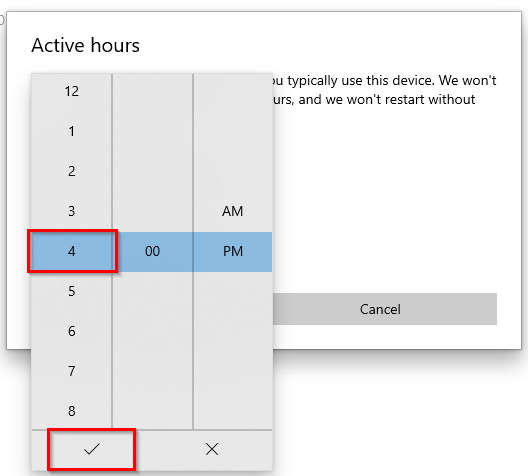 Active hours
ou typically use this device. We won't
urs, and we won't restart without
12
1
2
3 AM
4 00 PM
5
6
7
8
Cancel